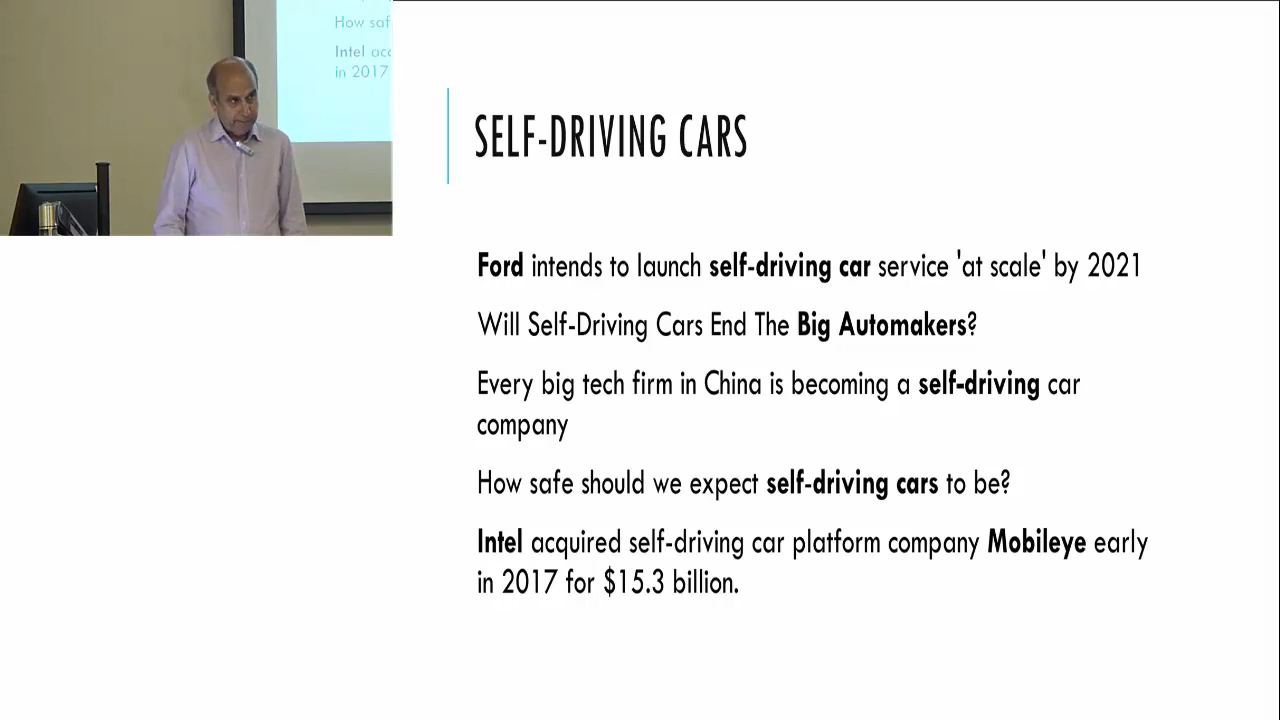 How saf
Intel acc
in 2017
SELF-DRIVING CARS
Ford intends to launch self-driving car service 'at scale' by 2021
Will Self-Driving Cars End The Big Automakers?
Every big tech firm in China is becoming a self-driving car
company
How safe should we expect self-driving cars to be?
Intel acquired self-driving car platform company Mobileye early
in 2017 for $15.3 billion.